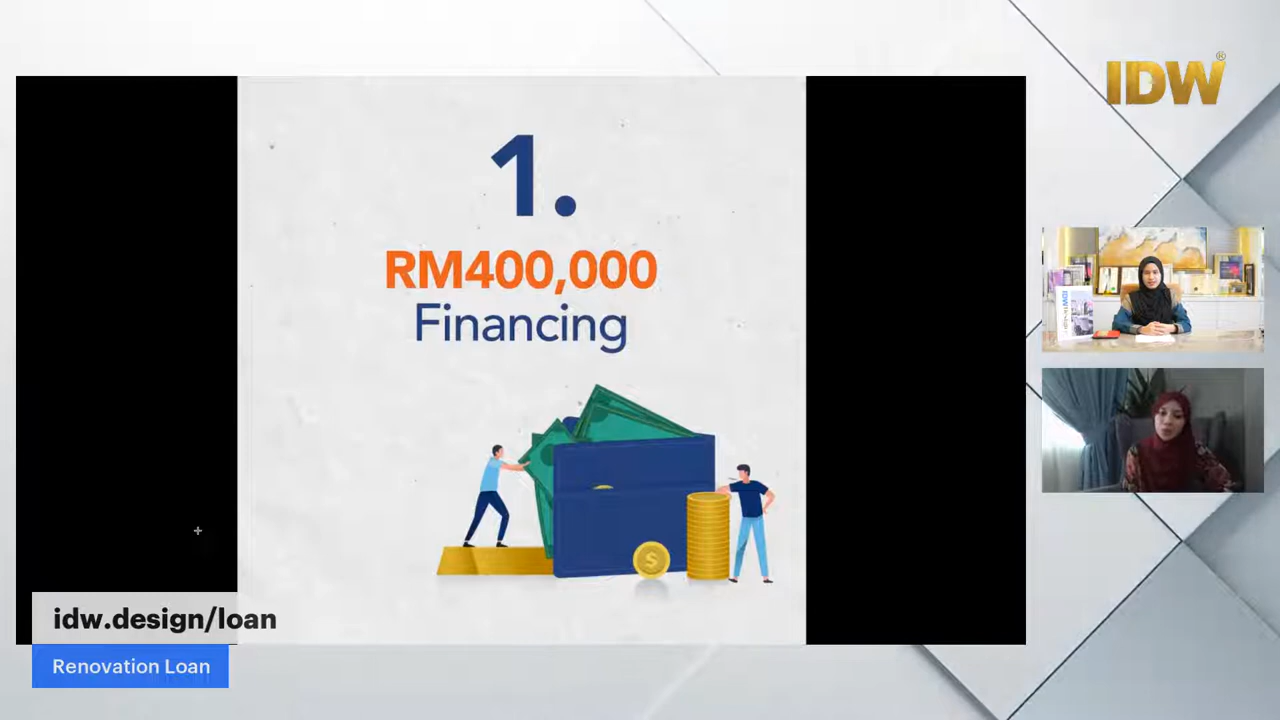 IDW®
1.
RM400,000
Financing
$
idw.design/loan
Renovation Loan